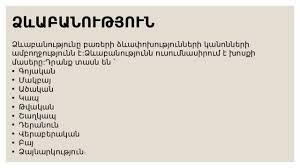 ՁԵՎԱԲԱՆՈՒԹՅՈՒՆ
Ձևաբանությունը բառերի ձևափոխությունների կանոնների
ամբողջությունն է:Ձևաբանությունն ուսումնասիրում է խոսքի
մասերը:Դրանք տասն են `
• Գոյական
• Մակբայ
• Ածական
• Կապ
• Թվական
• Շաղկապ
• Դերանուն
• Վերաբերական
• Բայ
• Ձայնարկություն: